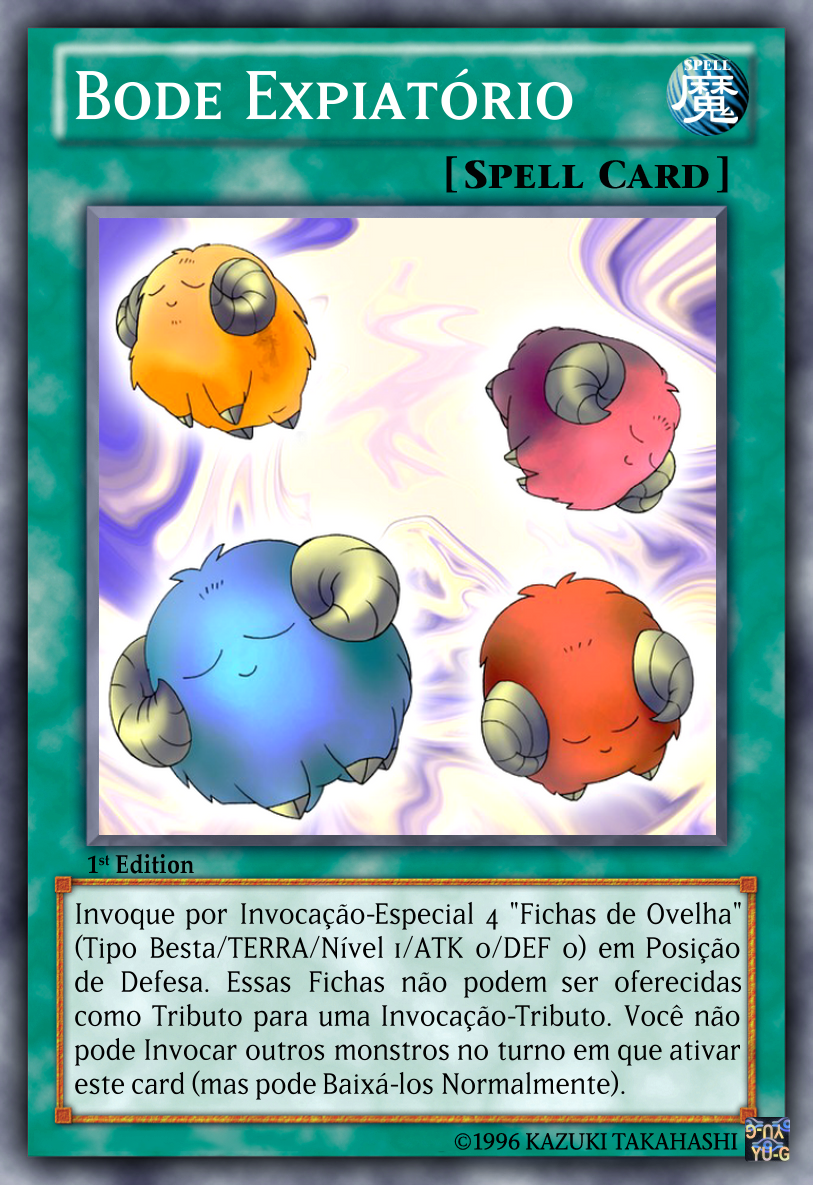 Bode Expiatório
SPELL
魔
[Spell Card]
1st Edition
Invoque por Invocação-Especial 4 "Fichas de Ovelha"
(Tipo Besta/TERRA/Nível 1/ATK 0/DEF 0) em Posição
de Defesa. Essas Fichas não podem ser oferecidas
como Tributo para uma Invocação-Tributo. Você não
pode Invocar outros monstros no turno em que ativar
este card (mas pode Baixá-los Normalmente).
©1996 KAZUKI TAKAHASHI
YU-G